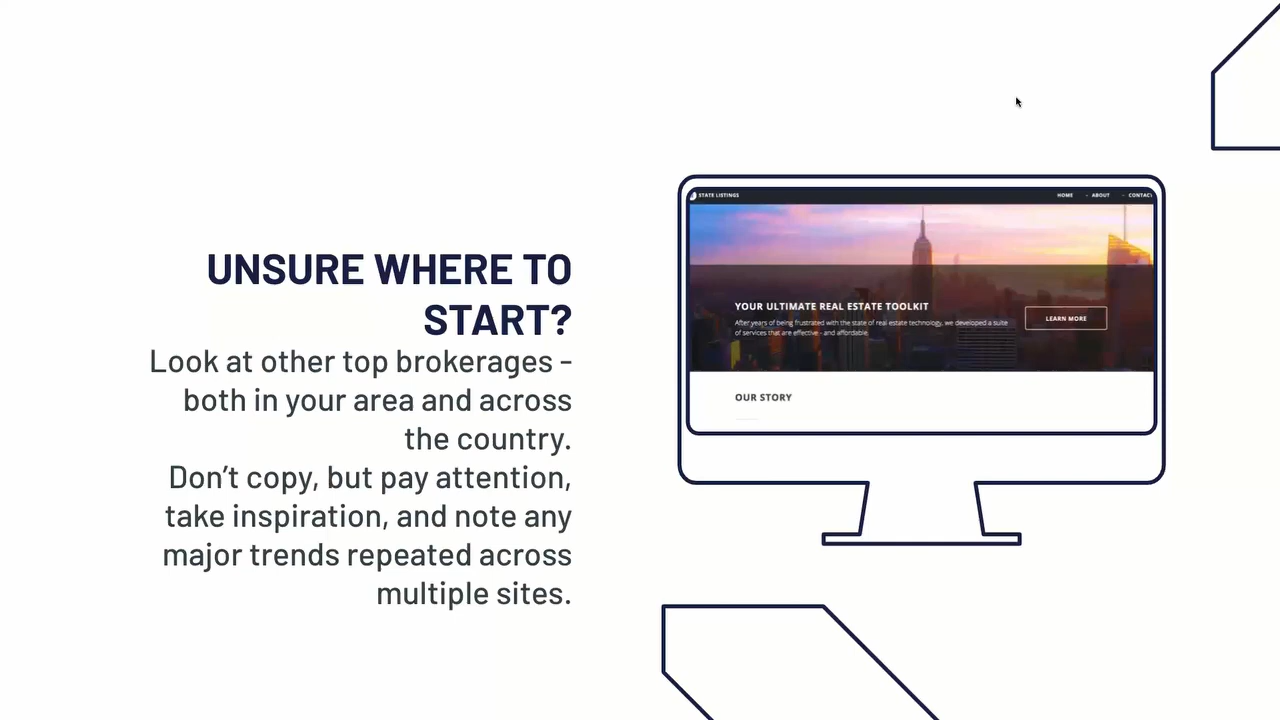 UNSURE WHERE TO
START?
Look at other top brokerages -
both in your area and across
the country.
Don’t copy, but pay attention,
take inspiration, and note any
major trends repeated across
multiple sites.
STATE LISTINGS
HOME - ABOUT - CONTACT
YOUR ULTIMATE REAL ESTATE TOOLKIT
After years of being frustrated with the state of real estate technology, we developed a suite
of services that are effective - and affordable.
LEARN MORE
OUR STORY